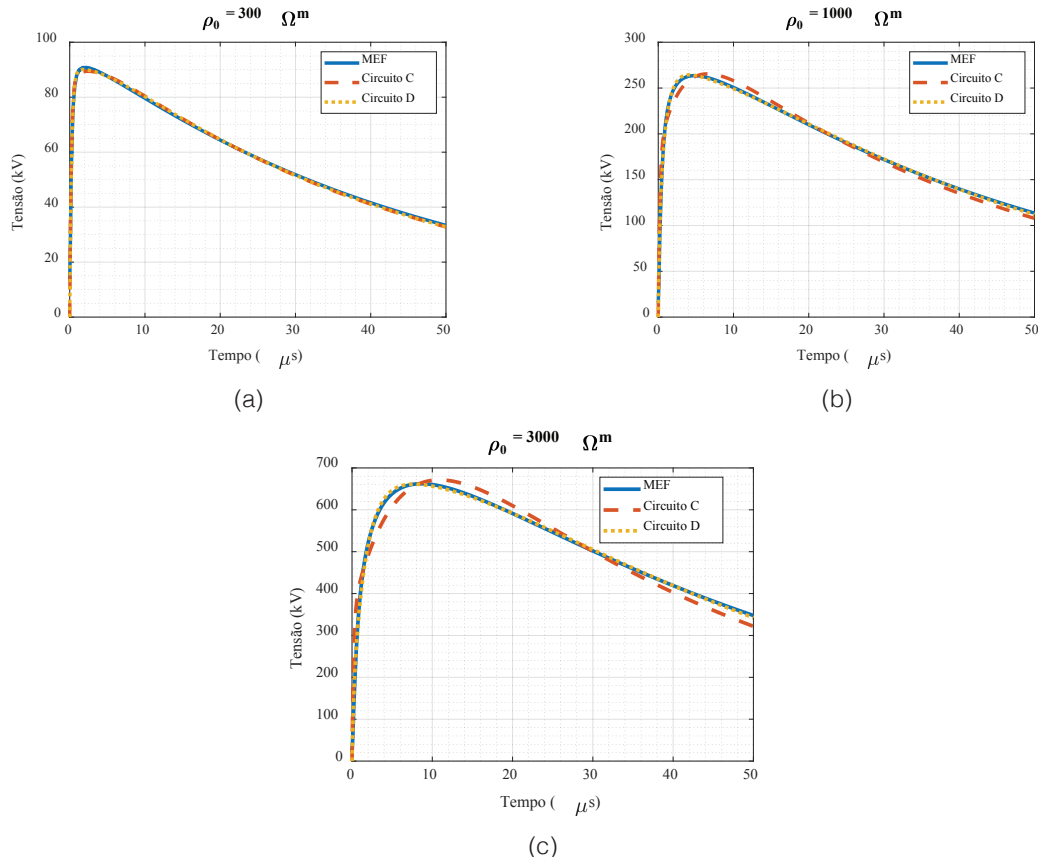 ρ₀ = 300 Ωm
100
80
60
40
20
0
Tensão (kV)
MEF
Circuito C
Circuito D
0 10 20 30 40 50
Tempo ( μs)
(a)
ρ₀ = 1000 Ωm
300
250
200
150
100
50
0
Tensão (kV)
MEF
Circuito C
Circuito D
0 10 20 30 40 50
Tempo ( μs)
(b)
ρ₀ = 3000 Ωm
700
600
500
400
300
200
100
0
Tensão (kV)
MEF
Circuito C
Circuito D
0 10 20 30 40 50
Tempo ( μs)
(c)